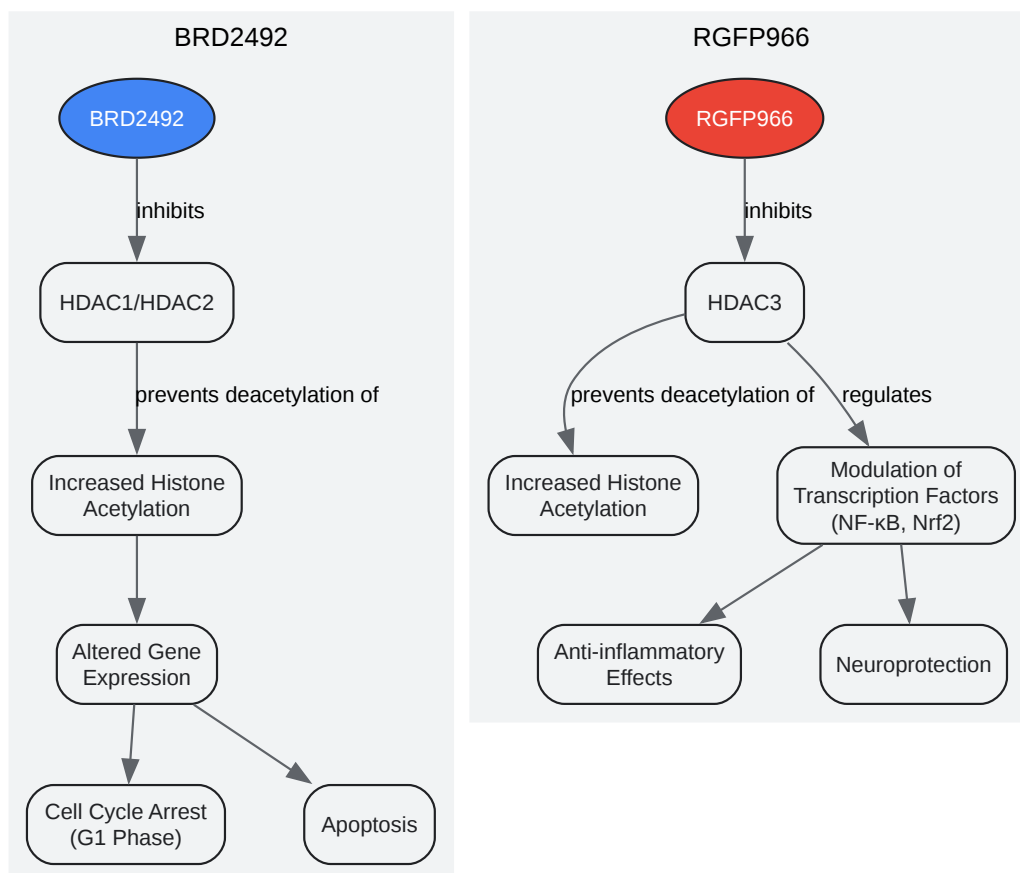 BRD2492
BRD2492
inhibits
HDAC1/HDAC2
prevents deacetylation of
Increased Histone
Acetylation
Altered Gene
Expression
Cell Cycle Arrest
(G1 Phase)
Apoptosis
RGFP966
RGFP966
inhibits
HDAC3
prevents deacetylation of
regulates
Increased Histone
Acetylation
Modulation of
Transcription Factors
(NF-κB, Nrf2)
Anti-inflammatory
Effects
Neuroprotection